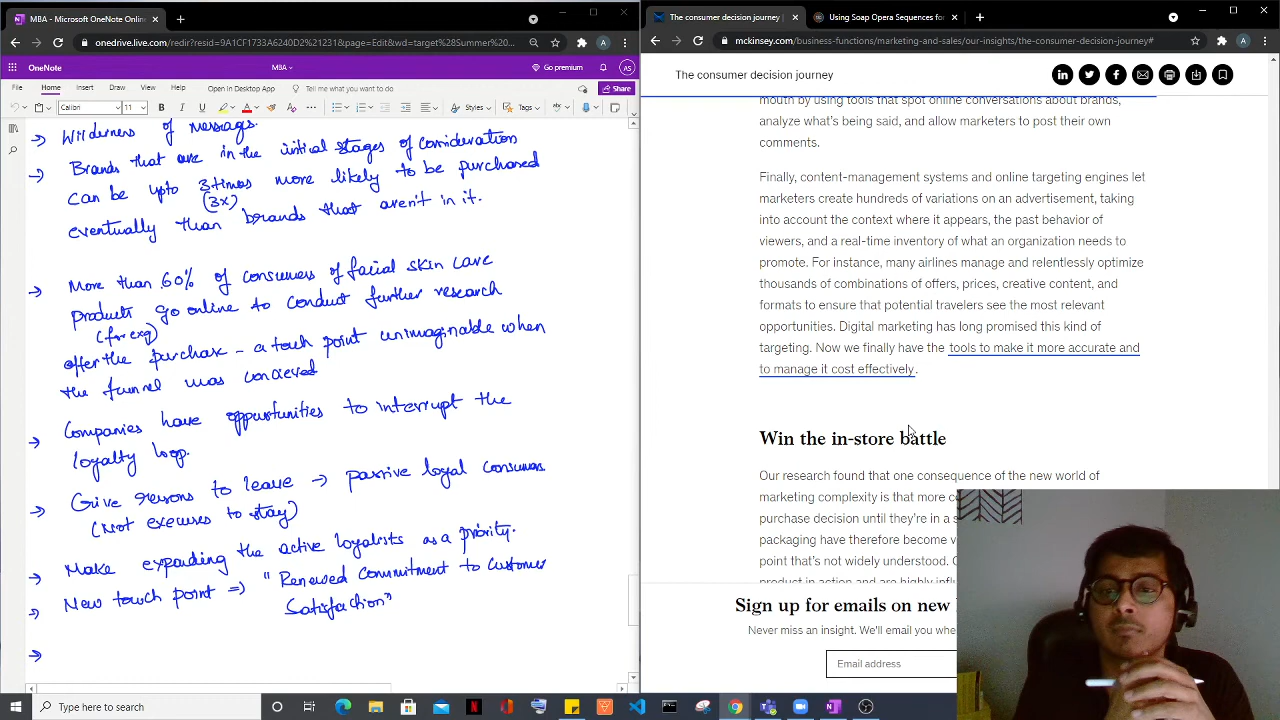 MBA - Microsoft OneNote Online
onedrive.live.com/redir?resid=9A1CF1733A6240D2%21231&page=Edit&wd=target%28Summer%20...
OneNote
MBA
Go premium
AS
File Home Insert Draw View Help Open In Desktop App Tell me what you want to do Share
Calibri 11 B I U A Styles Tags abc
→ Wilderness of messages.
→ Brands that are in the initial stages of consideration
can be upto 3 times more likely to be purchased
(3x)
eventually than brands that aren't in it.
→ More than 60% of consumers of facial skin care
products go online to conduct further research
(for eg)
after the purchase - a touch point unimaginable when
the funnel was conceived
→ Companies have oppurtunities to interrupt the
loyalty loop.
→ Give reasons to leave → passive loyal consumers
(Not excuses to stay)
→ Make expanding the active loyalists as a priority.
→ New touch point ⇒ "Renewed commitment to customer
Satisfaction"
→
Type here to search
The consumer decision journey
Using Soap Opera Sequences for
mckinsey.com/business-functions/marketing-and-sales/our-insights/the-consumer-decision-journey#
The consumer decision journey
mouth by using tools that spot online conversations about brands,
analyze what's being said, and allow marketers to post their own
comments.
Finally, content-management systems and online targeting engines let
marketers create hundreds of variations on an advertisement, taking
into account the context where it appears, the past behavior of
viewers, and a real-time inventory of what an organization needs to
promote. For instance, many airlines manage and relentlessly optimize
thousands of combinations of offers, prices, creative content, and
formats to ensure that potential travelers see the most relevant
opportunities. Digital marketing has long promised this kind of
targeting. Now we finally have the tools to make it more accurate and
to manage it cost effectively.
Win the in-store battle
Our research found that one consequence of the new world of
marketing complexity is that more co
purchase decision until they're in a s
packaging have therefore become v
point that's not widely understood. C
product in action and are highly infl
Sign up for emails on new
Never miss an insight. We'll email you whe
Email address